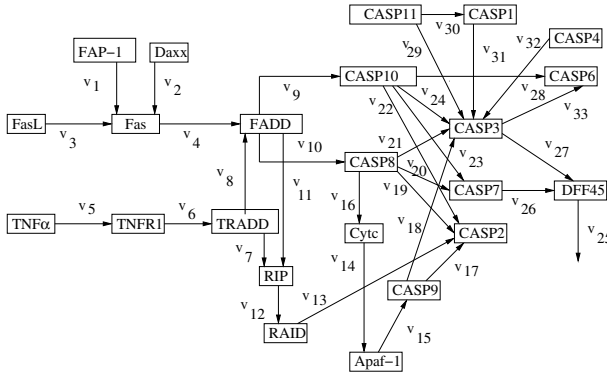 CASP11
CASP1
v30
FAP-1
Daxx
v29
v31
v32
CASP4
v1
v2
v9
CASP10
CASP6
v22
v24
v28
v33
FasL
Fas
FADD
CASP3
v3
v4
v10
v21
v23
v27
v8
v11
CASP8
v20
v16
v19
CASP7
DFF45
v26
v5
v6
TNFα
TNFR1
TRADD
v18
Cytc
CASP2
v25
v7
v14
v17
RIP
v13
CASP9
v12
RAID
v15
Apaf-1